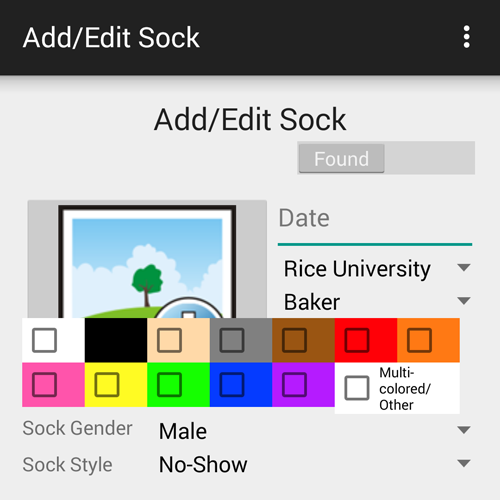 Add/Edit Sock
Add/Edit Sock
Found
Date
Rice University
Baker
Multi-
colored/
Other
Sock Gender Male
Sock Style No-Show